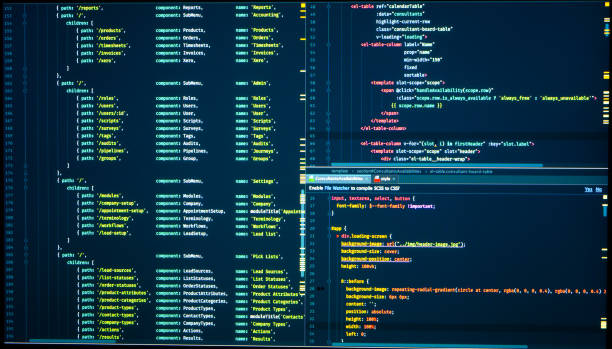 { path: '/reports', component: Reports, name: 'Reports',
{ path: '/', component: SubMenu, name: 'Accounting',
children: [
{ path: '/products', component: Products, name: 'Products'
{ path: '/orders', component: Orders, name: 'Orders'
{ path: '/timesheets', component: Timesheets, name: 'Timesheets'
{ path: '/invoices', component: Invoices, name: 'Invoices'
{ path: '/xero', component: Xero, name: 'Xero'
{ path: '/', component: SubMenu, name: 'Admin',
children: [
{ path: '/roles', component: Roles, name: 'Roles'
{ path: '/users', component: Users, name: 'Users'
{ path: '/users/:id', component: User, name: 'User'
{ path: '/scripts', component: Scripts, name: 'Scripts'
{ path: '/surveys', component: Surveys, name: 'Surveys'
{ path: '/tags', component: Tags, name: 'Tags'
{ path: '/audits', component: Audits, name: 'Audits'
{ path: '/pipelines', component: Pipelines, name: 'Journeys'
{ path: '/groups', component: Group, name: 'Groups'
{ path: '/', component: SubMenu, name: 'Settings',
children: [
{ path: '/modules', component: Modules, name: 'Modules'
{ path: '/company-setup', component: Company, name: 'Company'
{ path: '/appointment-setup', component: AppointmentSetup, name: moduleTitle('Appoint
{ path: '/terminology', component: Terminology, name: 'Terminology'
{ path: '/workflows', component: Workflows, name: 'Workflows'
{ path: '/lead-setup', component: LeadSetup, name: 'Lead
{ path: '/', component: SubMenu, name: 'Pick Lists',
children: [
{ path: '/lead-sources', component: LeadSources, name: 'Lead Sources'
{ path: '/list-statuses', component: ListStatuses, name: 'List Statuses'
{ path: '/order-statuses', component: OrderStatuses, name: 'Order Statuses'
{ path: '/product-attributes', component: ProductAttributes, name: 'Product Attributes'
{ path: '/product-categories', component: ProductCategories, name: 'Product Categories'
{ path: '/product-types', component: ProductTypes, name: 'Product Types'
{ path: '/contact-types', component: ContactTypes, name: moduleTitle('Contacts'
{ path: '/company-types', component: CompanyTypes, name: 'Company Types'
{ path: '/actions', component: Actions, name: 'Actions'
{ path: '/results', component: Results, name: 'Results'
<el-table ref="calendarTable"
:data="consultants"
highlight-current-row
class="consultant-board-table"
v-loading="loading">
<el-table-column label="Name"
prop="name"
min-width="150"
fixed
sortable>
<template slot-scope="scope">
<span @click="handleAvailability(scope.row)"
:class="scope.row.is_always_available ? 'always_free' : 'always_unavailable'">
{{ scope.row.name }}
</span>
</template>
</el-table-column>
<el-table-column v-for="(slot, i) in firstHeader" :key="slot.label">
<template slot-scope="scope" slot="header">
<div class="el-table__header-wrap">
template
style
Enable File Watcher to compile SCSS to CSS? Yes No
input, textarea, select, button {
font-family: $--font-family !important;
}
#app {
div.loading-screen {
background-image: url("../img/header-image.jpg");
background-size: cover;
background-position: center;
height: 100vh;
&::before {
background-image: repeating-radial-gradient(circle at center, rgba(0, 0, 0, 0.4), rgba(0, 0, 0, 0.4)
background-size: 6px 6px;
content: "";
position: absolute;
height: 100%;
width: 100%;
left: 0;